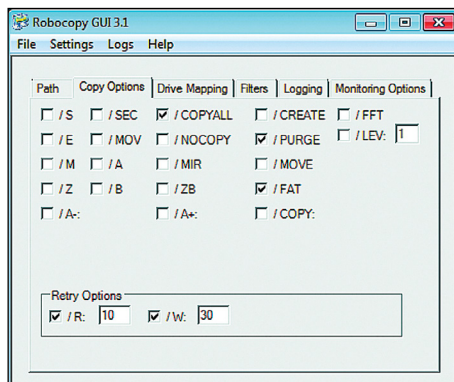 Robocopy GUI 3.1
File Settings Logs Help
Path Copy Options Drive Mapping Filters Logging Monitoring Options
/ S / SEC / COPYALL / CREATE / FFT
/ E / MOV / NOCOPY / PURGE / LEV: 1
/ M / A / MIR / MOVE
/ Z / B / ZB / FAT
/ A-: / A+: / COPY:
Retry Options
/ R: 10 / W: 30